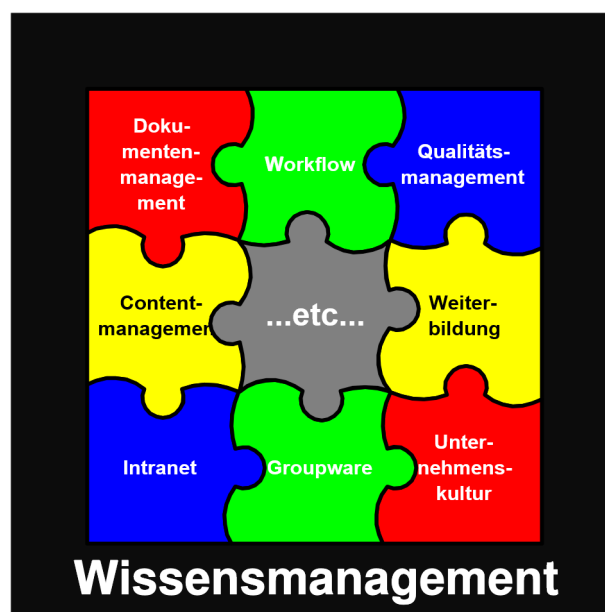 Doku-
menten-
manage-
ment
Workflow
Qualitäts-
management
Content-
managemen
...etc...
Weiter-
bildung
Intranet
Groupware
Unter-
nehmens-
kultur
Wissensmanagement